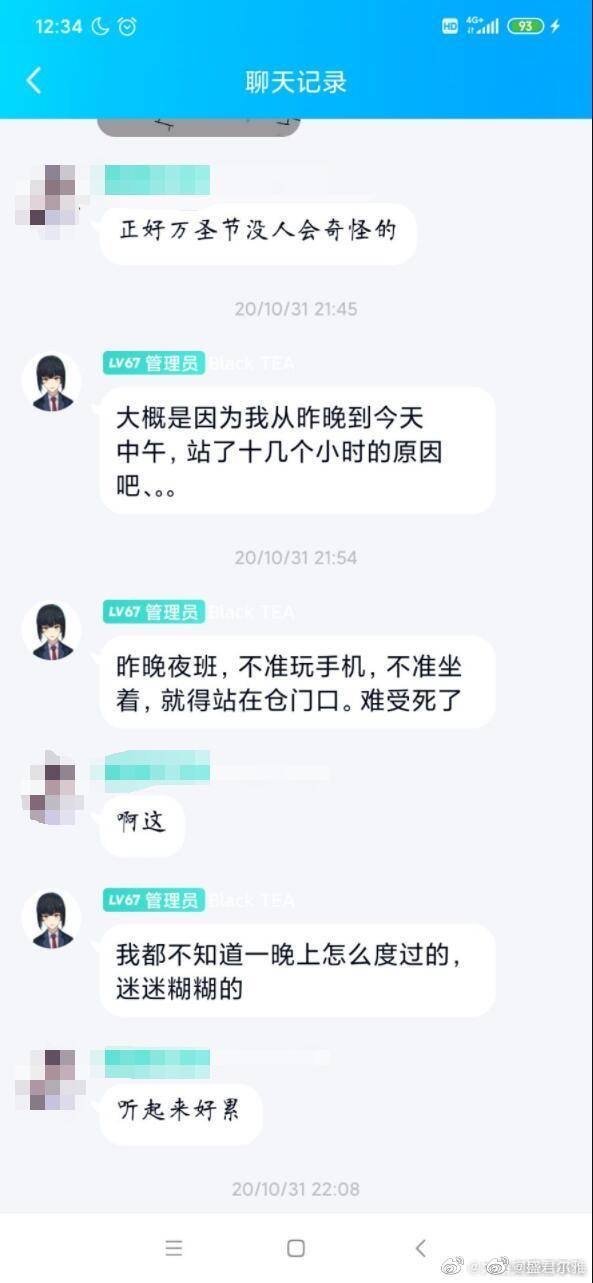 12:34
HD 4G+ 93
聊天记录
正好万圣节没人会奇怪的
20/10/31 21:45
LV67 管理员 Black TEA
大概是因为我从昨晚到今天
中午，站了十几个小时的原因
吧、。。
20/10/31 21:54
LV67 管理员 Black TEA
昨晚夜班，不准玩手机，不准坐
着，就得站在仓门口。难受死了
啊这
LV67 管理员 Black TEA
我都不知道一晚上怎么度过的，
迷迷糊糊的
听起来好累
20/10/31 22:08